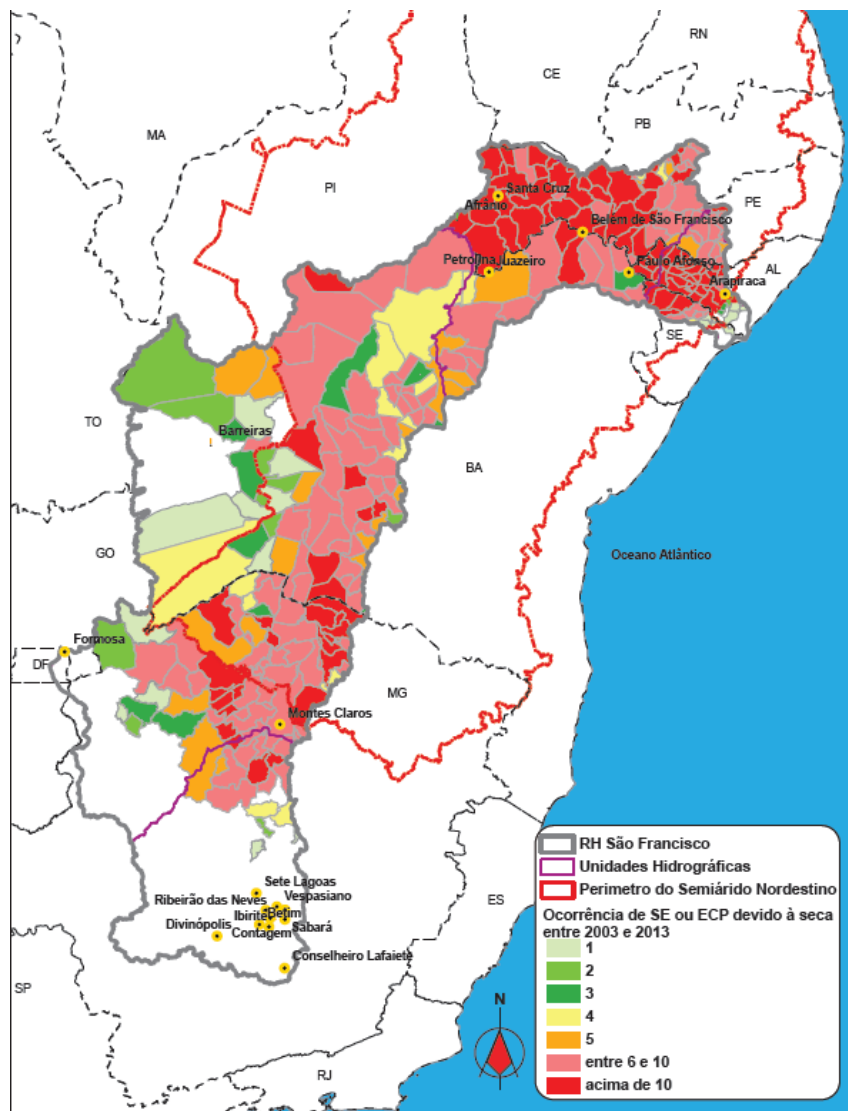 RN
CE
MA
PB
PI
Santa Cruz
PE
Afrânio
Belém de São Francisco
Petrolina
Juazeiro
Paulo Afonso
AL
Arapiraca
SE
TO
Barreiras
BA
GO
Oceano Atlântico
Formosa
DF
MG
Montes Claros
Sete Lagoas
Ribeirão das Neves
Vespasiano
Ibirité
Betim
Divinópolis
Contagem
Sabará
ES
Conselheiro Lafaiete
SP
RJ
N
RH São Francisco
Unidades Hidrográficas
Perimetro do Semiárido Nordestino
Ocorrência de SE ou ECP devido à seca
entre 2003 e 2013
1
2
3
4
5
entre 6 e 10
acima de 10